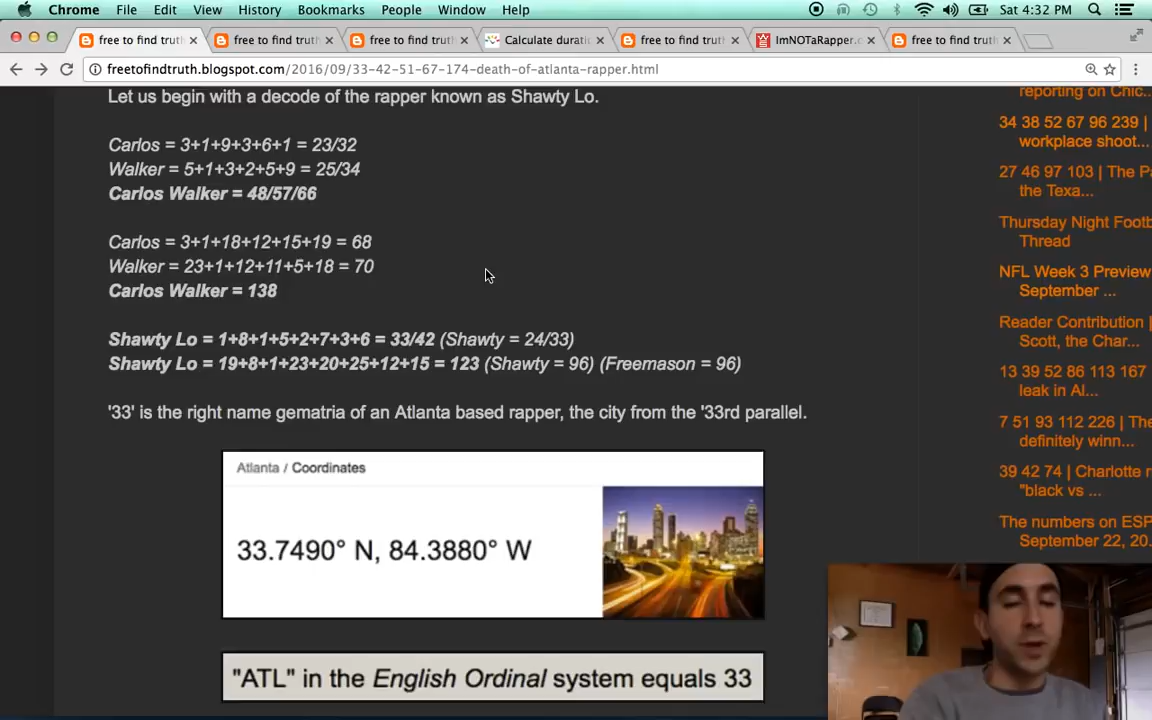 Chrome File Edit View History Bookmarks People Window Help Sat 4:32 PM
free to find truth free to find truth free to find truth Calculate durati free to find truth ImNOTaRapper.c free to find truth
freetofindtruth.blogspot.com/2016/09/33-42-51-67-174-death-of-atlanta-rapper.html
Let us begin with a decode of the rapper known as Shawty Lo.
Carlos = 3+1+9+3+6+1 = 23/32
Walker = 5+1+3+2+5+9 = 25/34
Carlos Walker = 48/57/66
Carlos = 3+1+18+12+15+19 = 68
Walker = 23+1+12+11+5+18 = 70
Carlos Walker = 138
Shawty Lo = 1+8+1+5+2+7+3+6 = 33/42 (Shawty = 24/33)
Shawty Lo = 19+8+1+23+20+25+12+15 = 123 (Shawty = 96) (Freemason = 96)
'33' is the right name gematria of an Atlanta based rapper, the city from the '33rd parallel.
Atlanta / Coordinates
33.7490° N, 84.3880° W
"ATL" in the English Ordinal system equals 33
reporting on Chic...
34 38 52 67 96 239 |
workplace shoot...
27 46 97 103 | The
the Texa...
Thursday Night Footb
Thread
NFL Week 3 Preview
September ...
Reader Contribution |
Scott, the Char...
13 39 52 86 113 167
leak in Al...
7 51 93 112 226 | The
definitely winn...
39 42 74 | Charlotte
"black vs ...
The numbers on ESP
September 22, 20..